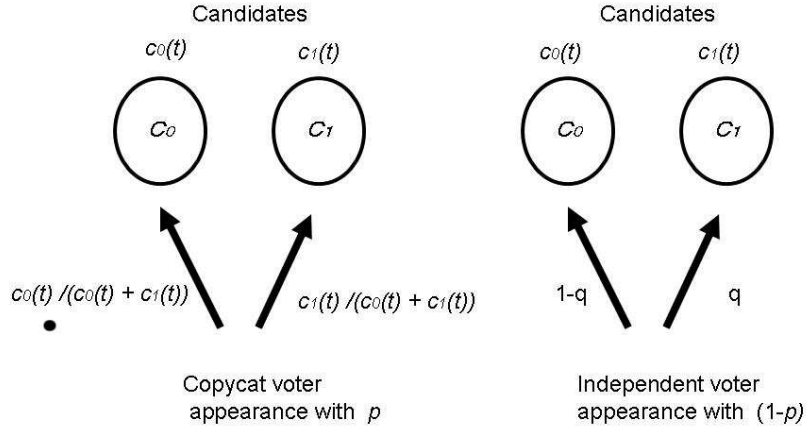 Candidates
c0(t)
c1(t)
C0
C1
c0(t) /(c0(t) + c1(t))
c1(t) /(c0(t) + c1(t))
Copycat voter
appearance with p
Candidates
c0(t)
c1(t)
C0
C1
1-q
q
Independent voter
appearance with (1-p)